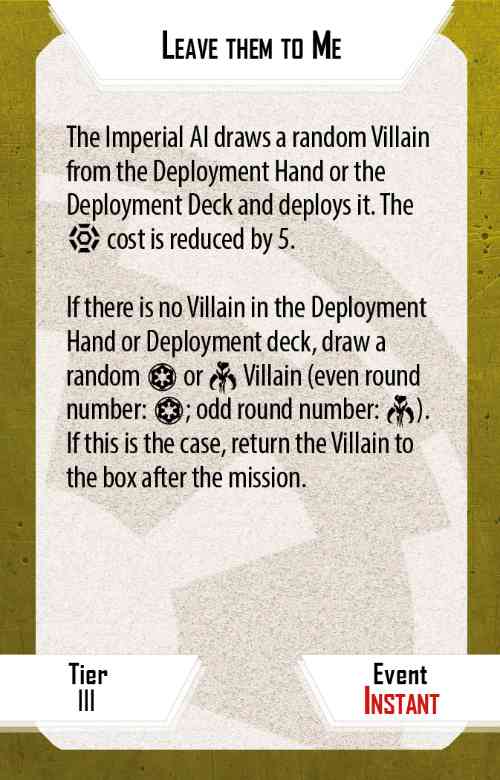 Leave them to Me
The Imperial AI draws a random Villain
from the Deployment Hand or the
Deployment Deck and deploys it. The
cost is reduced by 5.
If there is no Villain in the Deployment
Hand or Deployment deck, draw a
random or Villain (even round
number: ; odd round number: ).
If this is the case, return the Villain to
the box after the mission.
Tier
III
Event
Instant